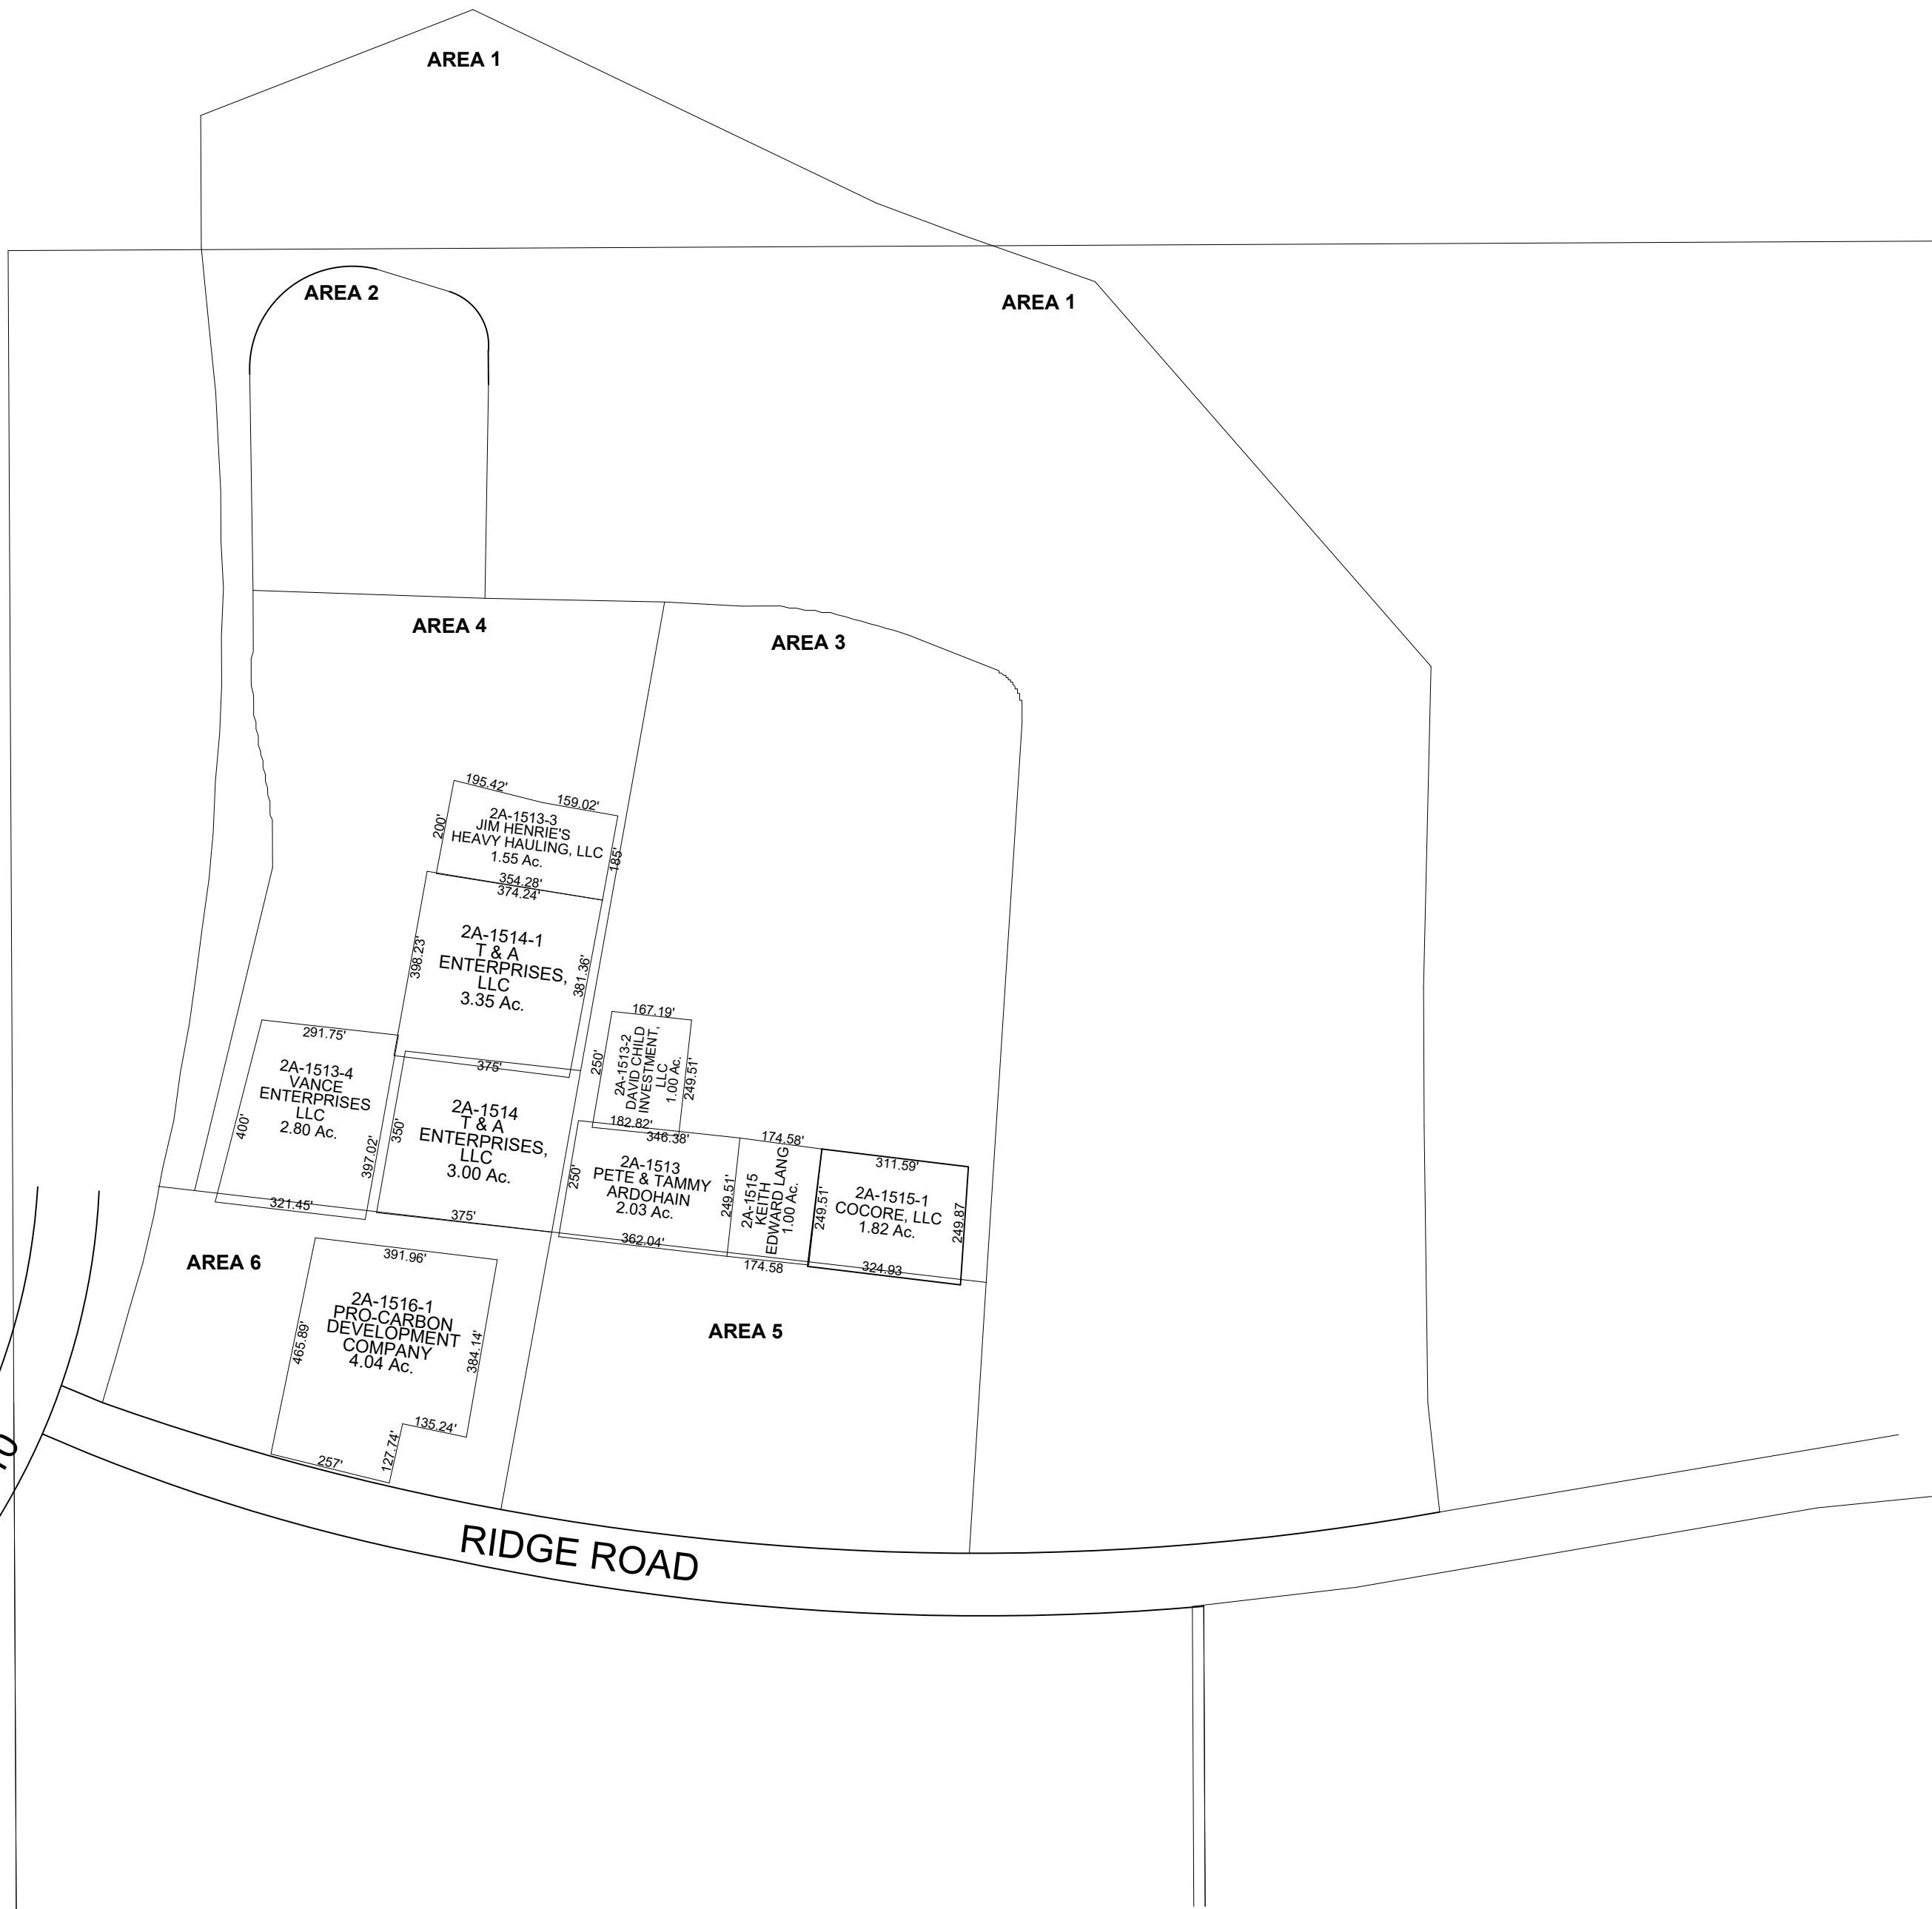 AREA 1
AREA 2
AREA 1
AREA 4
AREA 3
195.42'
159.02'
200'
2A-1513-3
JIM HENRIE'S
HEAVY HAULING, LLC
1.55 Ac.
185'
354.28'
374.24'
398.23'
2A-1514-1
T & A
ENTERPRISES,
LLC
3.35 Ac.
381.36'
291.75'
2A-1513-4
VANCE
ENTERPRISES
LLC
2.80 Ac.
400'
397.02'
321.45'
375'
350'
2A-1514
T & A
ENTERPRISES,
LLC
3.00 Ac.
375'
167.19'
250'
2A-1513-2
DAVID CHILD
INVESTMENT,
LLC
1.00 Ac.
249.51'
182.82'
346.38'
250'
2A-1513
PETE & TAMMY
ARDOHAIN
2.03 Ac.
249.51'
362.04'
174.58'
2A-1515
KEITH
EDWARD LANG
1.00 Ac.
174.58
249.51'
311.59'
2A-1515-1
COCORE, LLC
1.82 Ac.
249.87
324.93
AREA 6
391.96'
465.89'
2A-1516-1
PRO-CARBON
DEVELOPMENT
COMPANY
4.04 Ac.
384.14'
135.24'
127.74'
257'
AREA 5
RIDGE ROAD